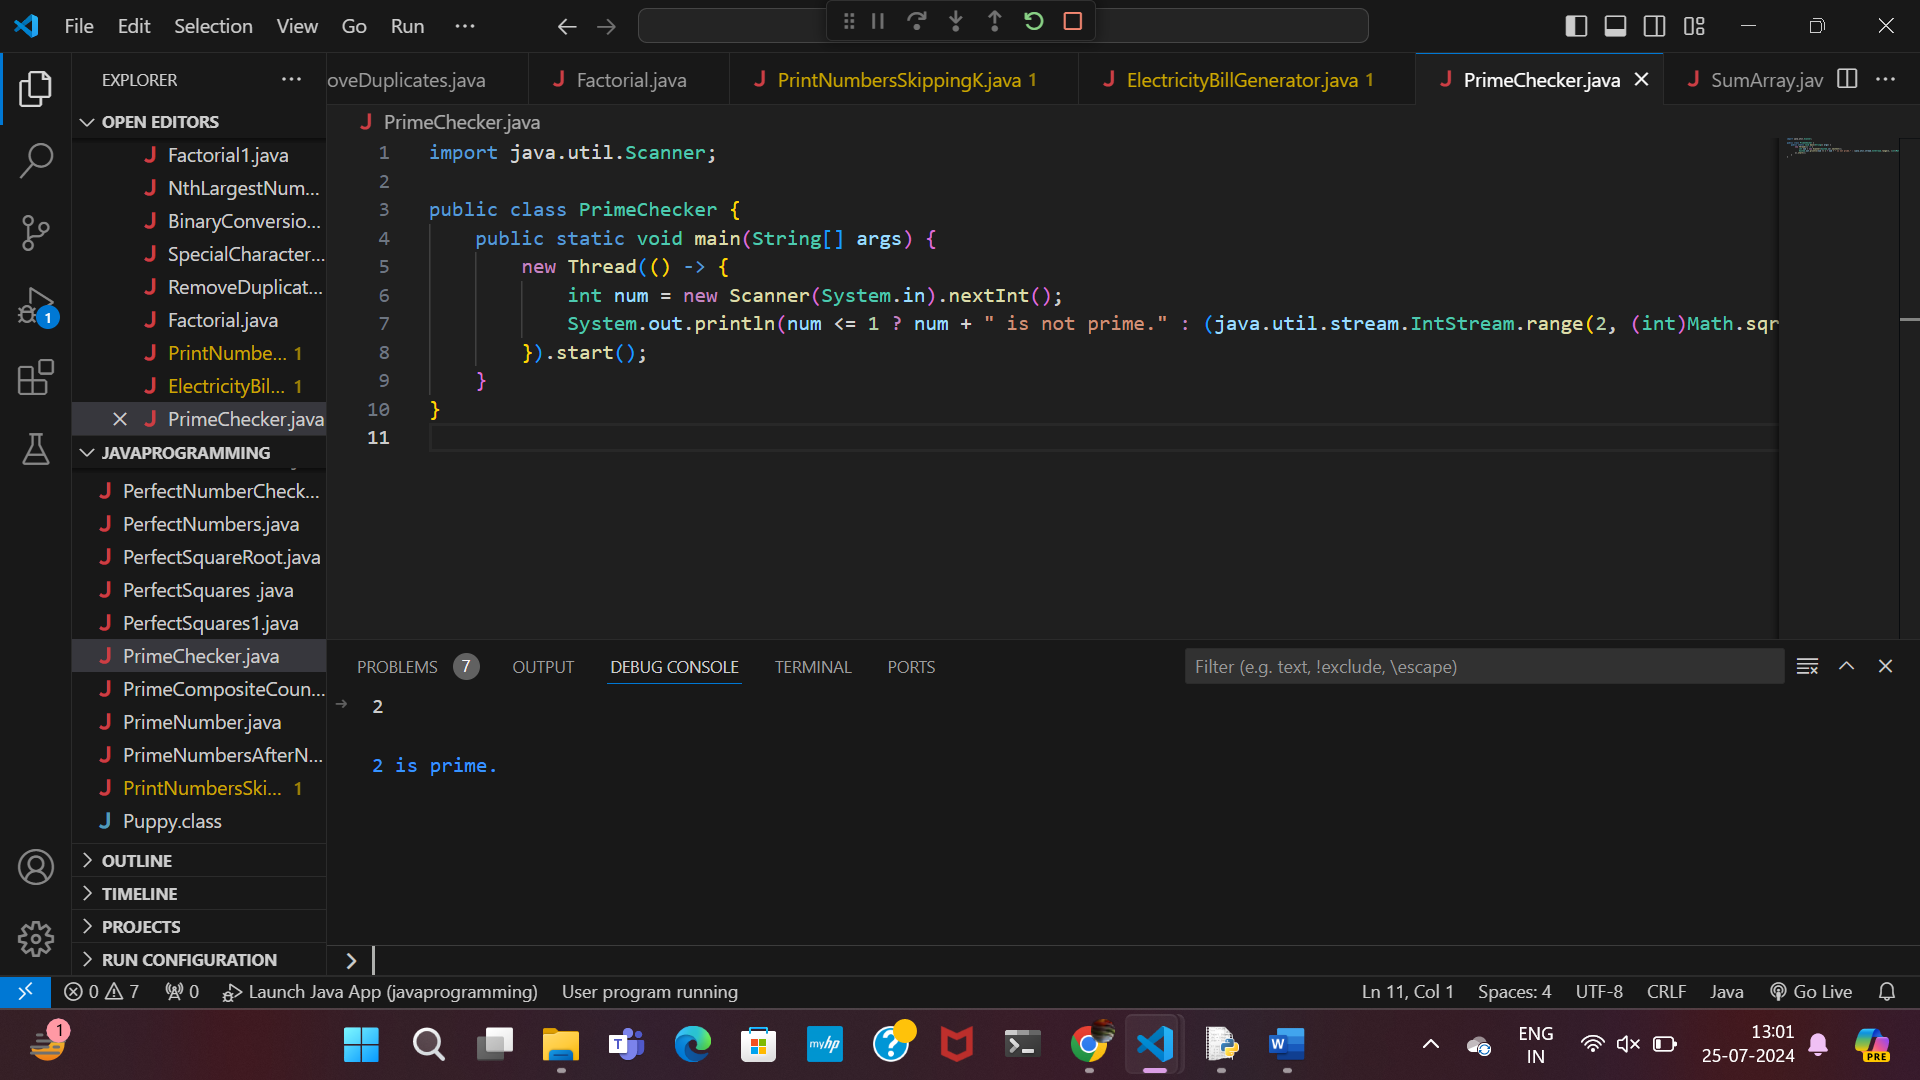 File Edit Selection View Go Run ...
EXPLORER ...
OPEN EDITORS
Factorial1.java
NthLargestNum...
BinaryConversio...
SpecialCharacter...
RemoveDuplicat...
Factorial.java
PrintNumbe... 1
ElectricityBil... 1
PrimeChecker.java
JAVAPROGRAMMING
PerfectNumberCheck...
PerfectNumbers.java
PerfectSquareRoot.java
PerfectSquares .java
PerfectSquares1.java
PrimeChecker.java
PrimeCompositeCoun...
PrimeNumber.java
PrimeNumbersAfterN...
PrintNumbersSki... 1
Puppy.class
OUTLINE
TIMELINE
PROJECTS
RUN CONFIGURATION
1
oveDuplicates.java Factorial.java PrintNumbersSkippingK.java 1 ElectricityBillGenerator.java 1 PrimeChecker.java SumArray.jav
PrimeChecker.java
1 import java.util.Scanner;
2
3 public class PrimeChecker {
4 public static void main(String[] args) {
5 new Thread(() -> {
6 int num = new Scanner(System.in).nextInt();
7 System.out.println(num <= 1 ? num + " is not prime." : (java.util.stream.IntStream.range(2, (int)Math.sqr
8 }).start();
9 }
10 }
11
PROBLEMS 7 OUTPUT DEBUG CONSOLE TERMINAL PORTS Filter (e.g. text, !exclude, \escape)
2
2 is prime.
0 7 0 Launch Java App (javaprogramming) User program running Ln 11, Col 1 Spaces: 4 UTF-8 CRLF Java Go Live
1 T myhp ? W ENG IN 13:01 25-07-2024 PRE